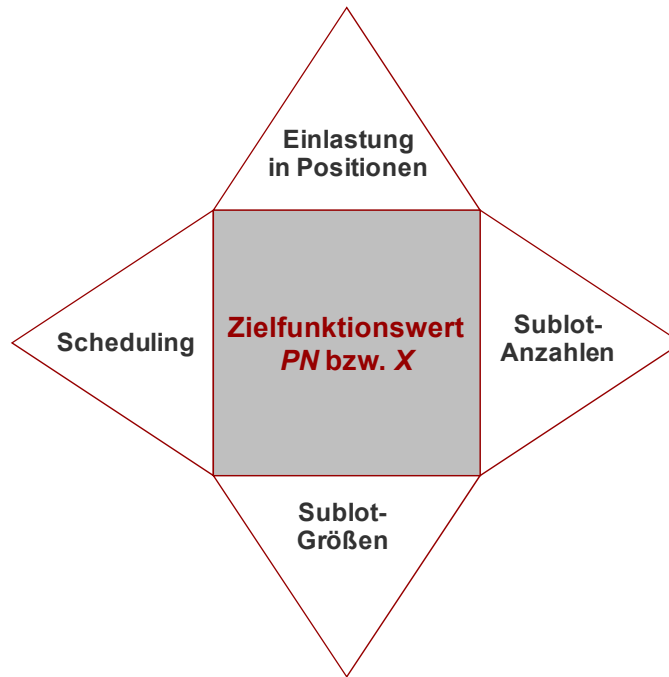 Einlastung
in Positionen
Scheduling
Zielfunktionswert
PN bzw. X
Sublot-
Anzahlen
Sublot-
Größen